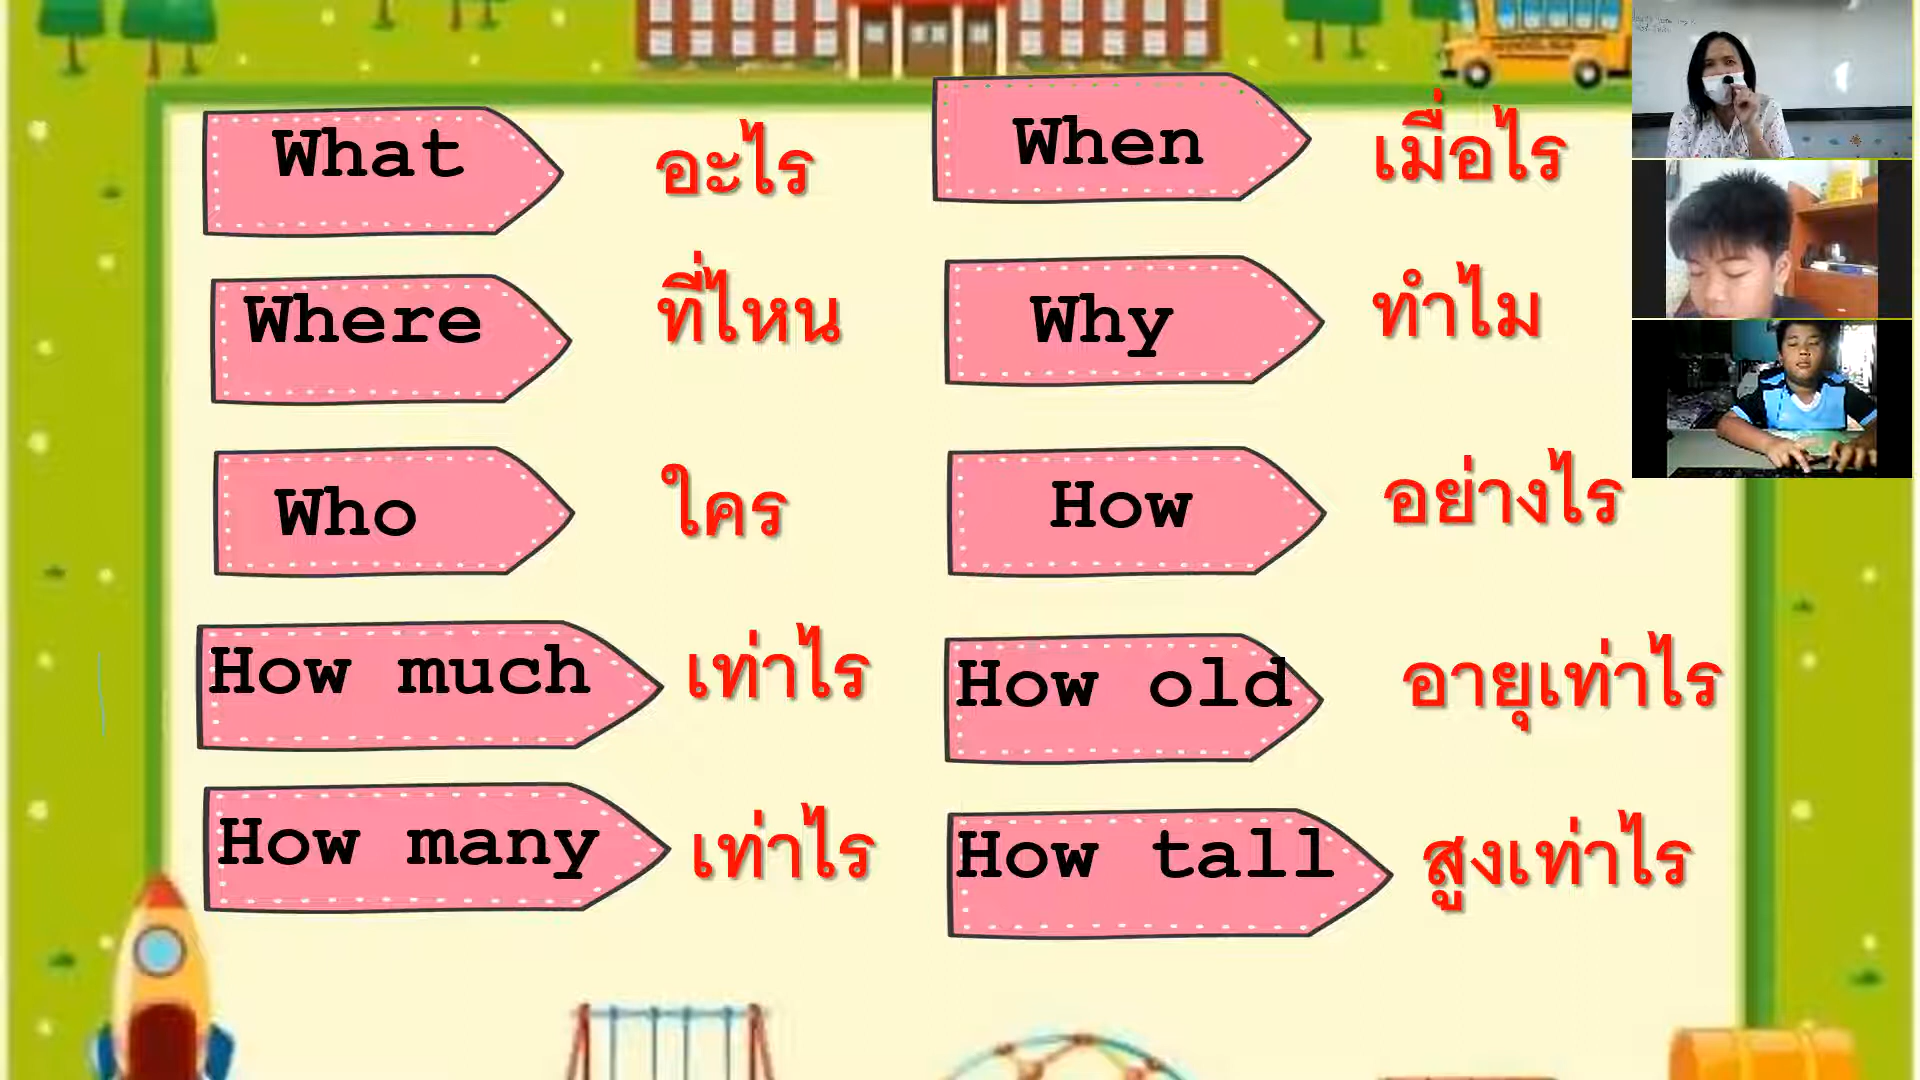 What อะไร
Where ที่ไหน
Who ใคร
How much เท่าไร
How many เท่าไร
When เมื่อไร
Why ทำไม
How อย่างไร
How old อายุเท่าไร
How tall สูงเท่าไร